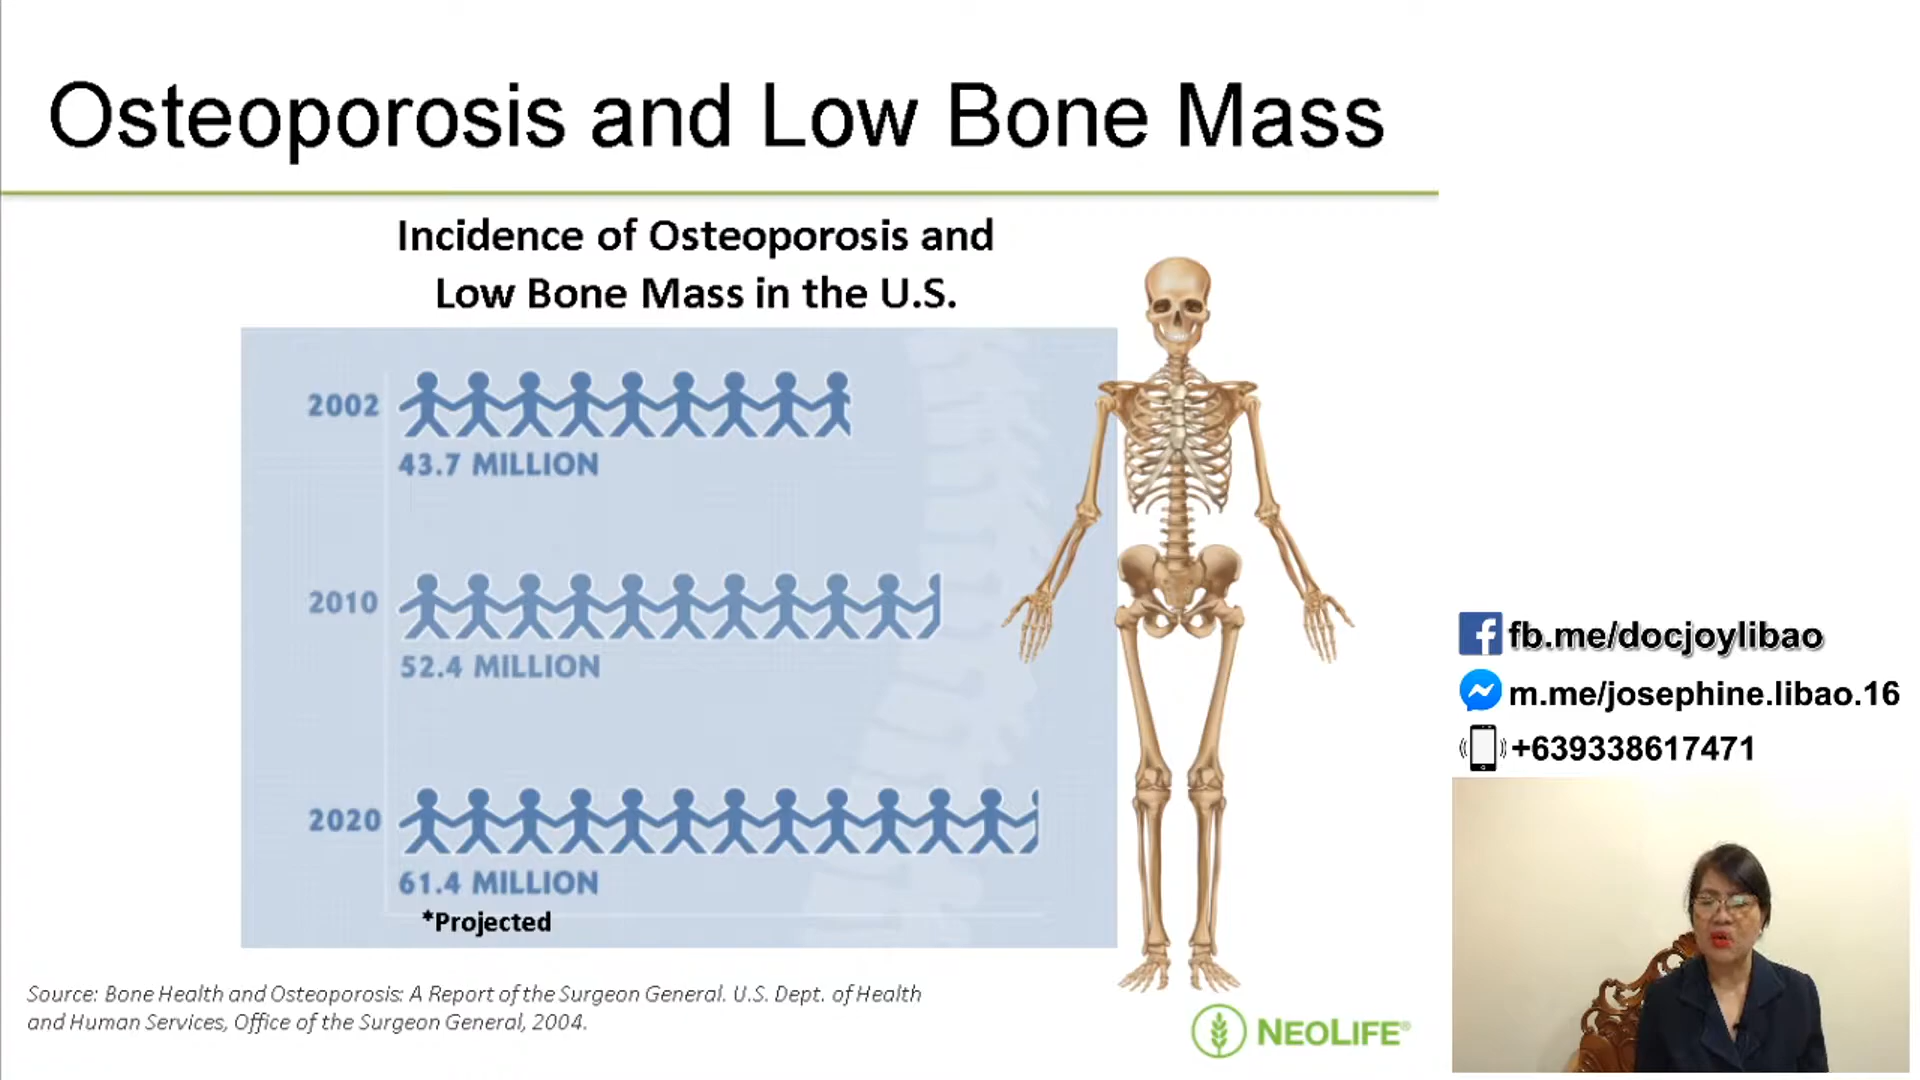 Osteoporosis and Low Bone Mass
Incidence of Osteoporosis and
Low Bone Mass in the U.S.
2002
43.7 MILLION
2010
52.4 MILLION
2020
61.4 MILLION
*Projected
Source: Bone Health and Osteoporosis: A Report of the Surgeon General. U.S. Dept. of Health
and Human Services, Office of the Surgeon General, 2004.
NEOLIFE®
fb.me/docjoylibao
m.me/josephine.libao.16
+639338617471